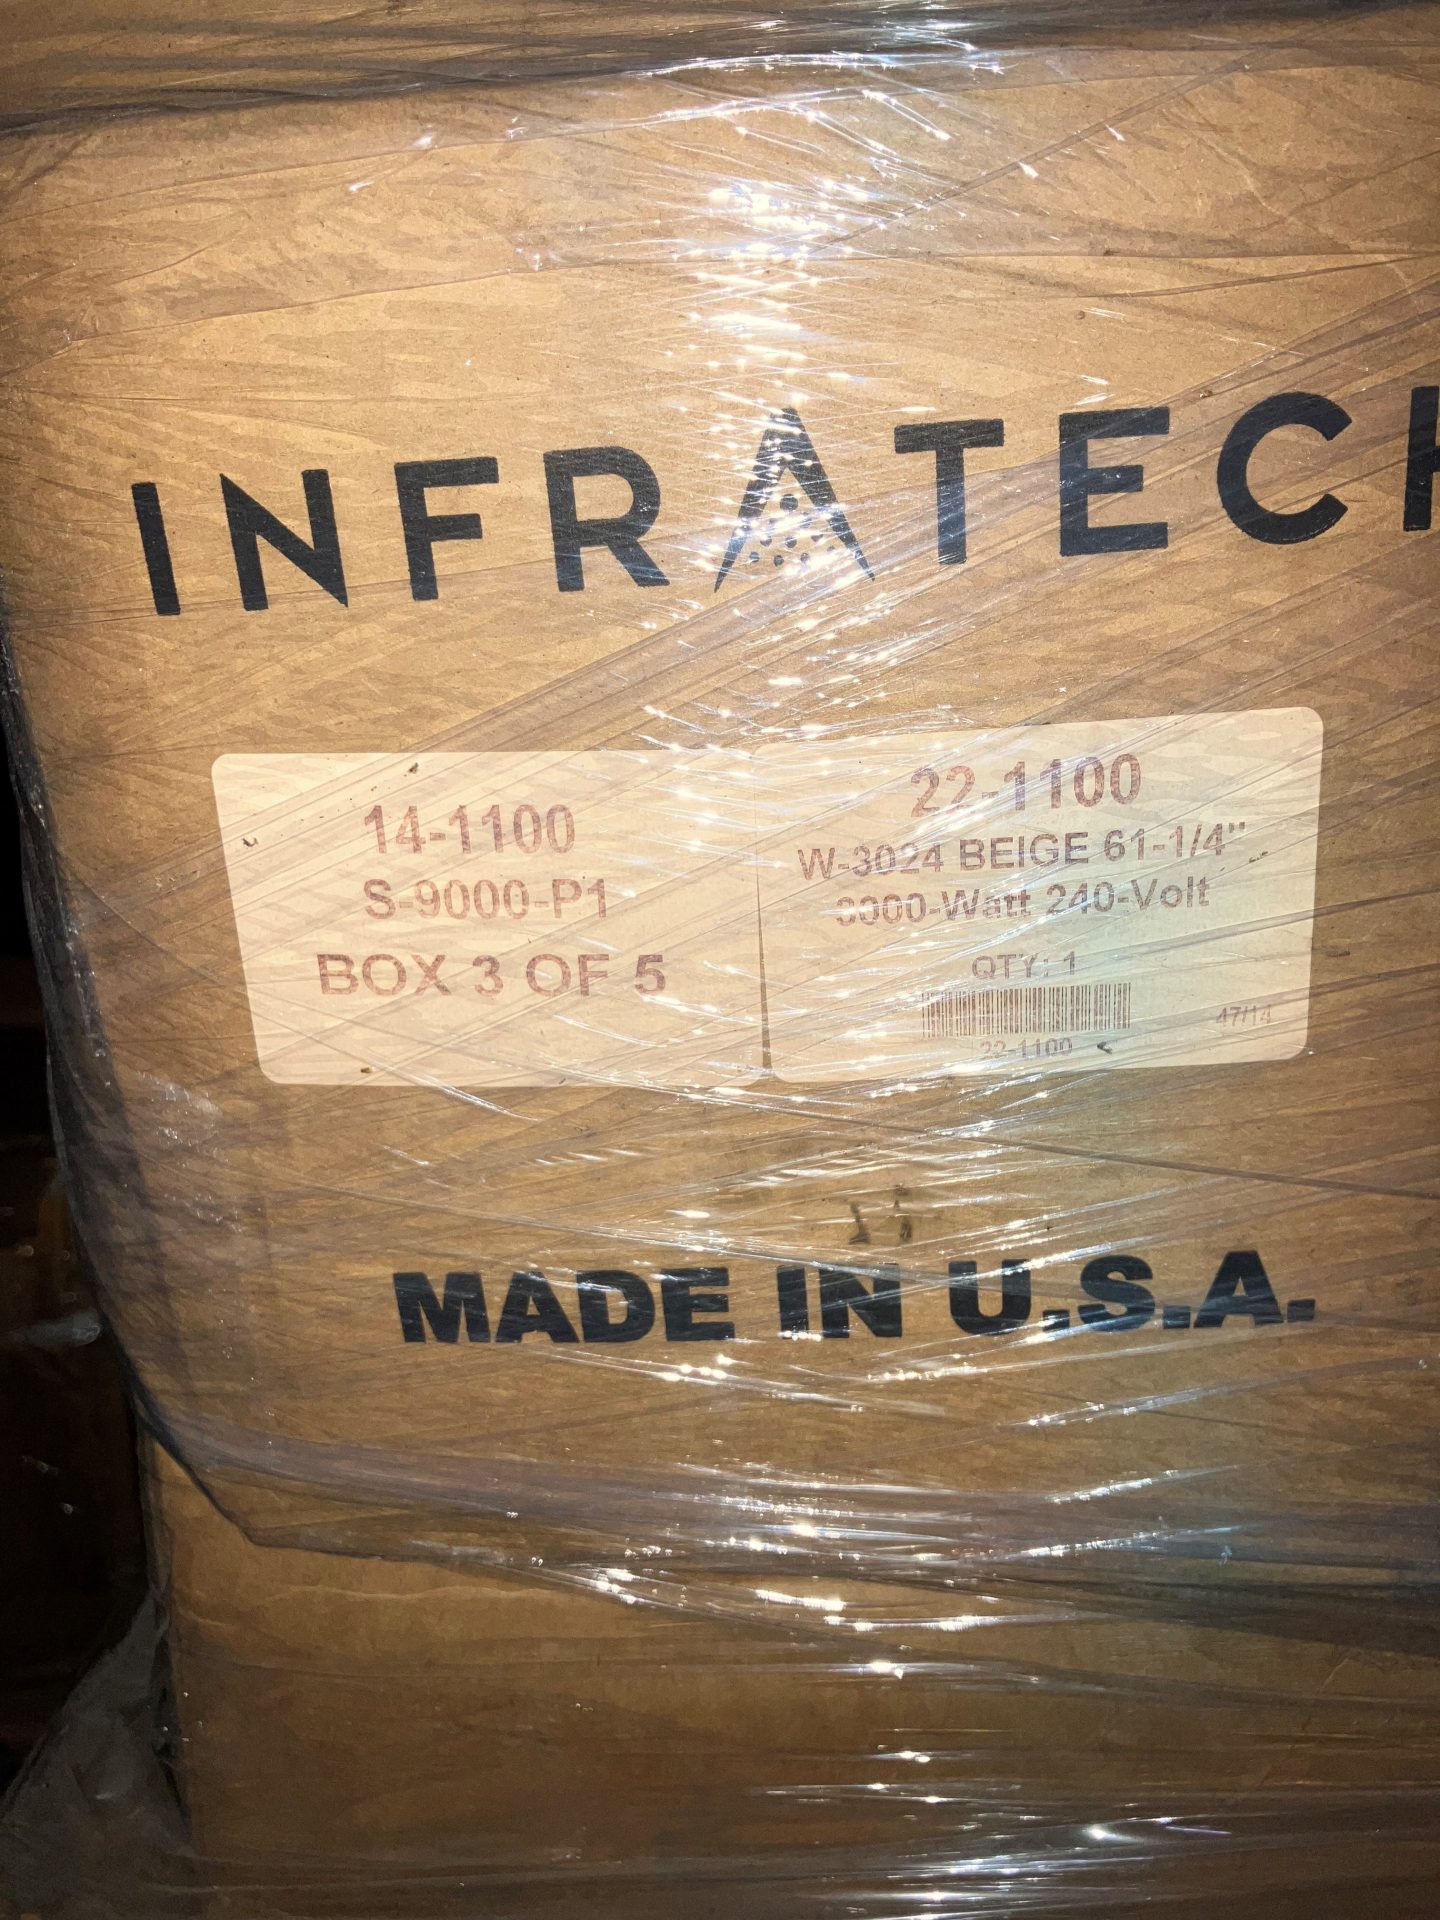 INFRATECH
14-1100
S-9000-P1
BOX 3 OF 5
22-1100
W-3024 BEIGE 61-1/4"
3000-Watt 240-Volt
QTY: 1
47/14
22-1100
MADE IN U.S.A.